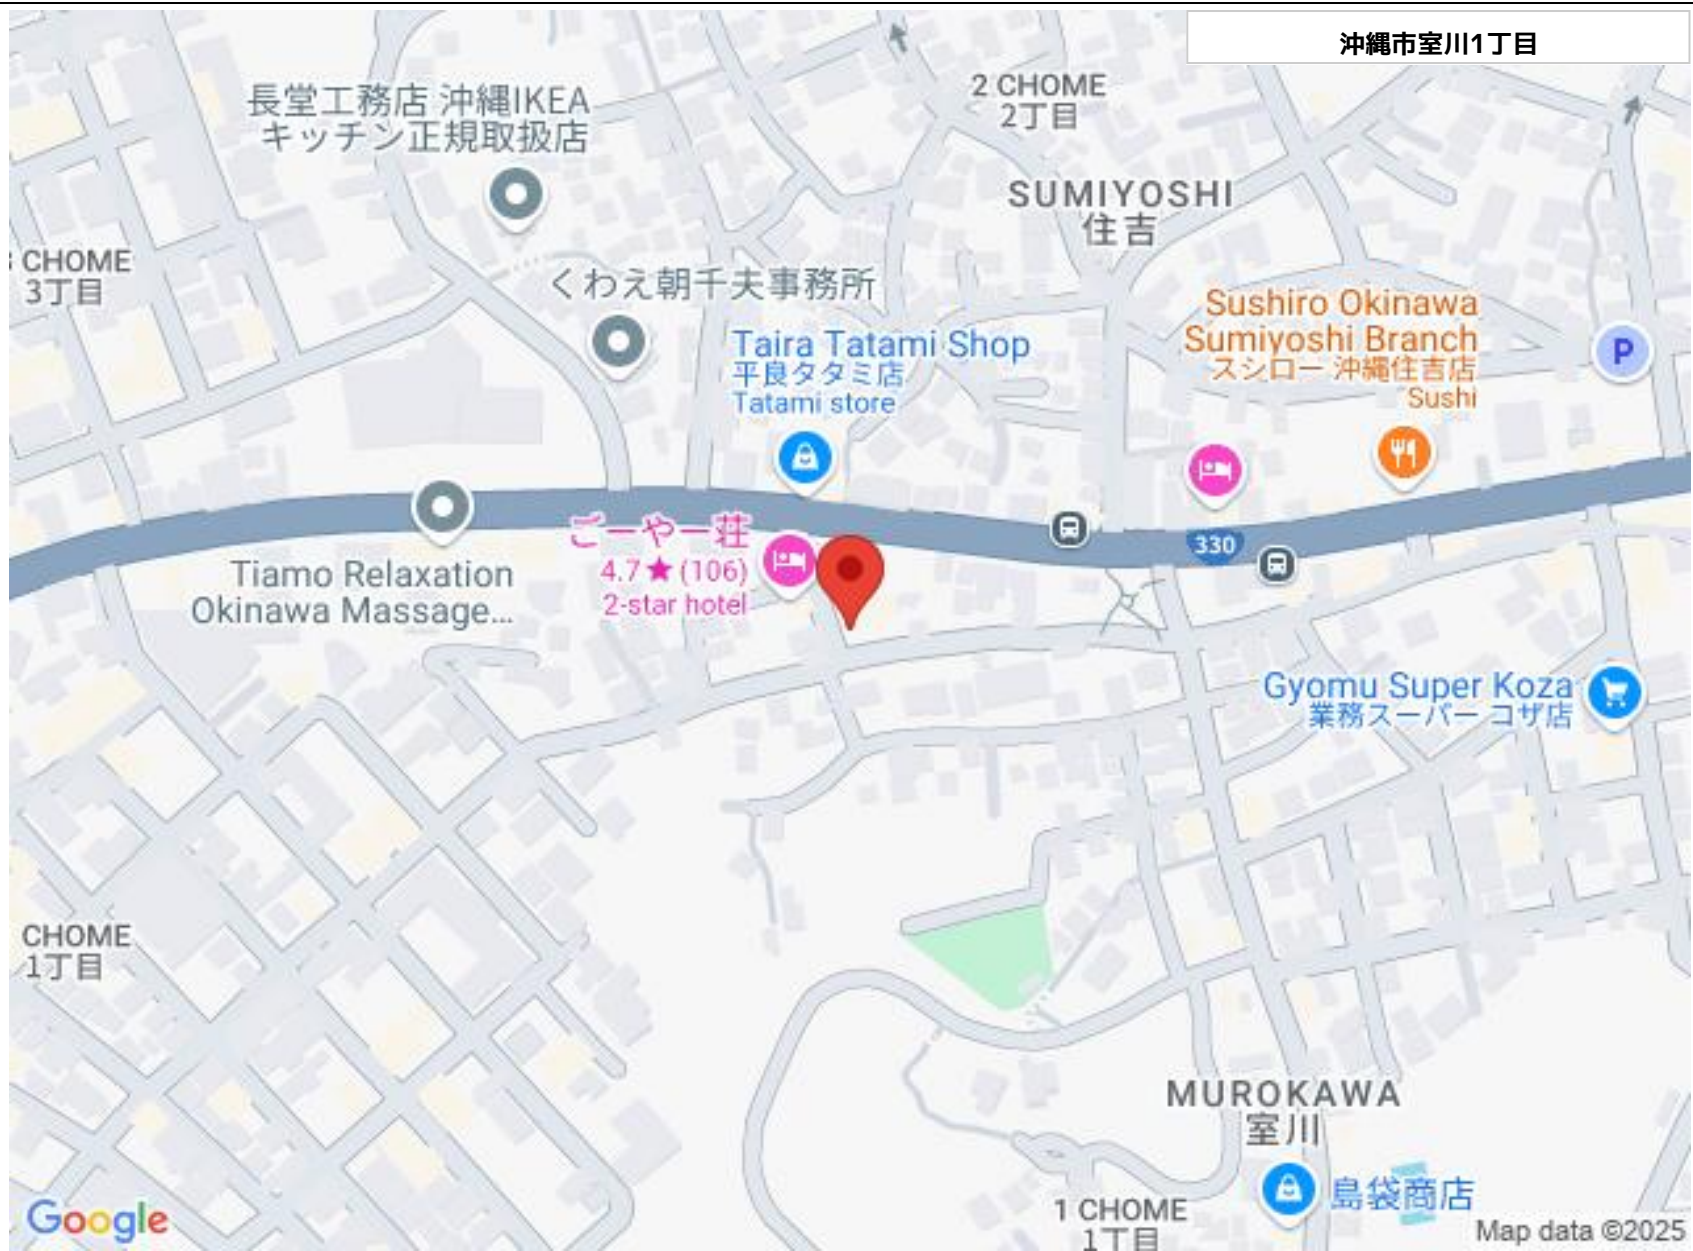 沖縄市室川1丁目
2 CHOME
2丁目
長堂工務店 沖縄IKEA
キッチン正規取扱店
SUMIYOSHI
住吉
CHOME
3丁目
くわえ朝千夫事務所
Sushiro Okinawa
Sumiyoshi Branch
スシロー 沖縄住吉店
Sushi
P
Taira Tatami Shop
平良タタミ店
Tatami store
ごーやー荘
4.7★ (106)
2-star hotel
330
Tiamo Relaxation
Okinawa Massage...
Gyomu Super Koza
業務スーパー コザ店
CHOME
1丁目
MUROKAWA
室川
島袋商店
1 CHOME
1丁目
Google
Map data ©2025